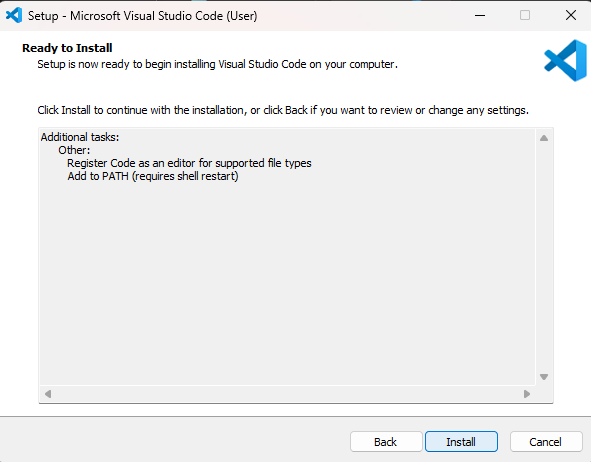 Setup - Microsoft Visual Studio Code (User)
Ready to Install
Setup is now ready to begin installing Visual Studio Code on your computer.
Click Install to continue with the installation, or click Back if you want to review or change any settings.
Additional tasks:
Other:
Register Code as an editor for supported file types
Add to PATH (requires shell restart)
Back
Install
Cancel